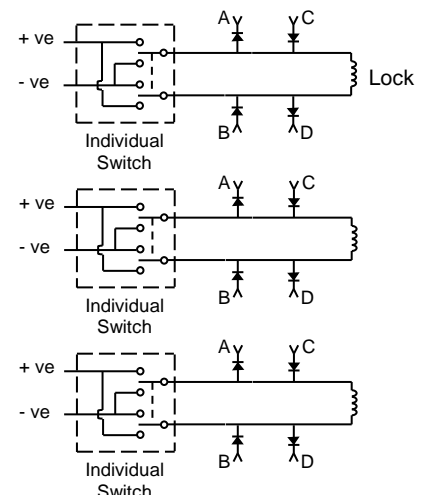 A C
+ ve
- ve
Lock
B D
Individual
Switch
A C
+ ve
- ve
B D
Individual
Switch
A C
+ ve
- ve
B D
Individual
Switch